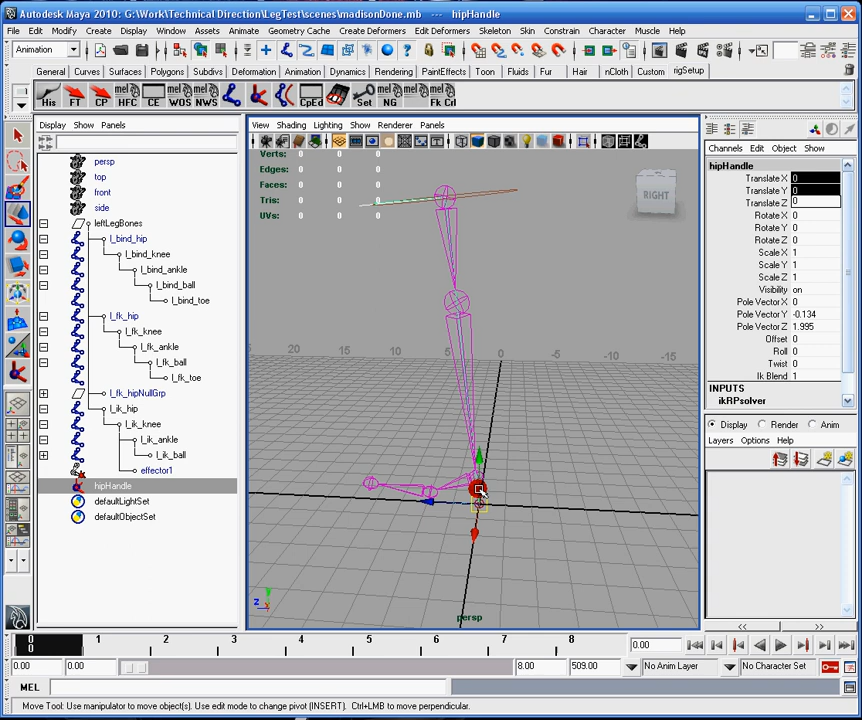 Autodesk Maya 2010: G:\Work\Technical Direction\LegTest\scenes\madisonDone.mb --- hipHandle
File Edit Modify Create Display Window Assets Animate Geometry Cache Create Deformers Edit Deformers Skeleton Skin Constrain Character Help
Animation
General Curves Surfaces Polygons Subdivs Deformation Animation Dynamics Rendering PaintEffects Toon Fluids Fur Hair nCloth Custom rigSetup
His FT CP mel HFC CE mel WOS mel NWS CpEd Set mel NG mel Fk Crl
Display Show Panels
persp
top
front
side
leftLegBones
l_bind_hip
l_bind_knee
l_bind_ankle
l_bind_ball
l_bind_toe
l_fk_hip
l_fk_knee
l_fk_ankle
l_fk_ball
l_fk_toe
l_fk_hipNullGrp
l_ik_hip
l_ik_knee
l_ik_ankle
l_ik_ball
effector1
hipHandle
defaultLightSet
defaultObjectSet
View Shading Lighting Show Renderer Panels
Verts: 0 0 0
Edges: 0 0 0
Faces: 0 0 0
Tris: 0 0 0
UVs: 0 0 0
RIGHT
20 15 10 5 0 -5 -10 -15
z
persp
Channels Edit Object Show
hipHandle
Translate X 0
Translate Y 0
Translate Z 0
Rotate X 0
Rotate Y 0
Rotate Z 0
Scale X 1
Scale Y 1
Scale Z 1
Visibility on
Pole Vector X 0
Pole Vector Y -0.134
Pole Vector Z 1.995
Offset 0
Roll 0
Twist 0
Ik Blend 1
INPUTS
ikRPsolver
Display Render Anim
Layers Options Help
0 1 2 3 4 5 6 7 8
0
0.00
0.00 0.00 8.00 509.00 No Anim Layer No Character Set
MEL
Move Tool: Use manipulator to move object(s). Use edit mode to change pivot (INSERT). Ctrl+LMB to move perpendicular.